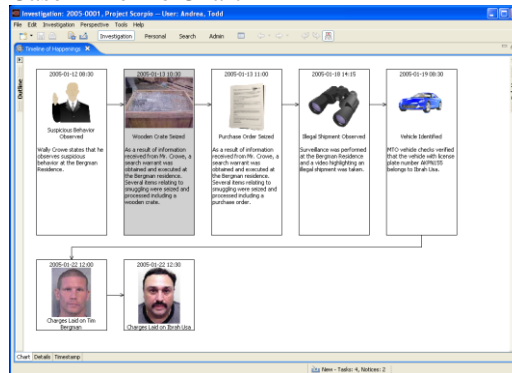 Investigation: 2005-0001, Project Scorpio -- User: Andrea, Todd
File Edit Investigation Perspective Tools Help
Investigation Personal Search Admin
Timeline of Happenings
Outline
2005-01-12 08:30
Suspicious Behavior
Observed
Wally Crowe states that he
observes suspicious
behavior at the Bergman
Residence.
2005-01-13 10:30
Wooden Crate Seized
As a result of information
received from Mr. Crowe, a
search warrant was
obtained and executed at
the Bergman residence.
Several items relating to
smuggling were seized and
processed including a
wooden crate.
2005-01-13 11:00
Purchase Order Seized
As a result of information
received from Mr. Crowe, a
search warrant was
obtained and executed at
the Bergman residence.
Several items relating to
smuggling were seized and
processed including a
purchase order.
2005-01-18 14:15
Illegal Shipment Observed
Surveillance was performed
at the Bergman Residence
and a video highlighting an
illegal shipment was taken.
2005-01-19 08:30
Vehicle Identified
MTO vehicle checks verified
that the vehicle with license
plate number
belongs to Ibrah Usa.
2005-01-22 12:00
Charges Laid on Tim
Bergman
2005-01-22 12:30
Charges Laid on Ibrah Usa
Chart Details Timestamp
New - Tasks: 4, Notices: 2